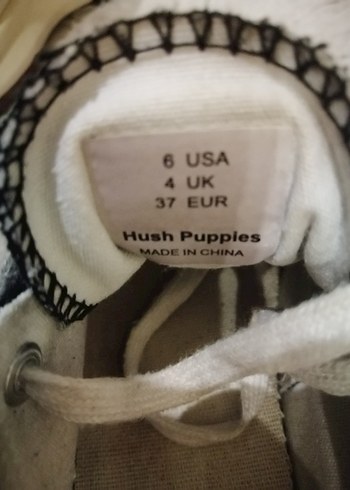 6 USA
4 UK
37 EUR
Hush Puppies
MADE IN CHINA